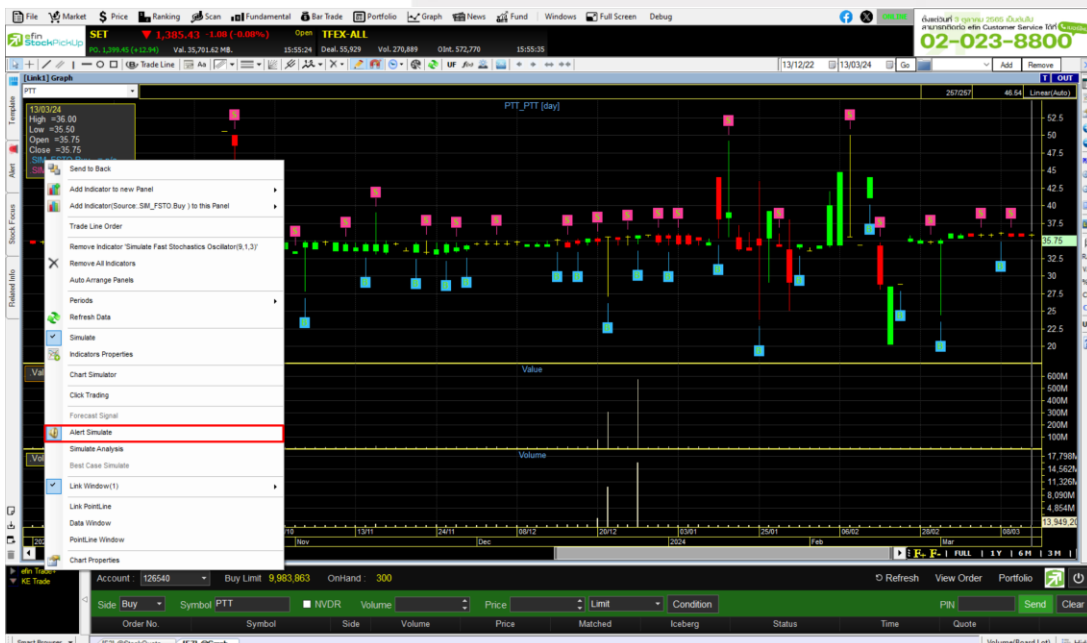 File Market Price Ranking Scan Fundamental Bar Trade Portfolio Graph News Fund Windows Full Screen Debug
efin StockPickUp
SET 1,385.43 -1.08 (-0.08%) Open TFEX-ALL
PO. 1,399.45 (+12.94) Val. 35,701.62 MB. 15:55:24 Deal. 55,929 Vol. 270,889 OInt. 572,770 15:55:35
02-023-8800
Trade Line Aa UF f(x) 13/12/22 13/03/24 Go Add Remove
[Link1] Graph T OUT
PTT 267/267 46.54 Linear(Auto)
PTT_PTT [day]
13/03/24
High =36.00
Low =35.50
Open =35.75
Close =35.75
Template
Alert
Stock Focus
Related Info
Send to Back
Add Indicator to new Panel
Add Indicator(Source:.SIM_FSTO.Buy ) to this Panel
Trade Line Order
Remove Indicator 'Simulate Fast Stochastics Oscillator(9,1,3)'
Remove All Indicators
Auto Arrange Panels
Periods
Refresh Data
Simulate
Indicators Properties
Chart Simulator
Click Trading
Forecast Signal
Alert Simulate
Simulate Analysis
Best Case Simulate
Link Window(1)
Link PointLine
Data Window
PointLine Window
Chart Properties
52.5
50
47.5
45
42.5
40
37.5
35.75
32.5
30
27.5
25
22.5
20
Value
600M
500M
400M
300M
200M
100M
Volume
17,798M
14,562M
11,326M
8,090M
4,854M
13,949,20
13/11 24/11 08/12 20/12 03/01 25/01 06/02 28/02 08/03
Nov Dec 2024 Feb Mar
F+ F- FULL 1Y 6M 3M
efin Trade+
KE Trade
Account : 126540 Buy Limit 9,983,863 OnHand : 300 Refresh View Order Portfolio
Side Buy Symbol PTT NVDR Volume Price Limit Condition PIN Send Clear
Order No. Symbol Side Volume Price Matched Iceberg Status Time Quote